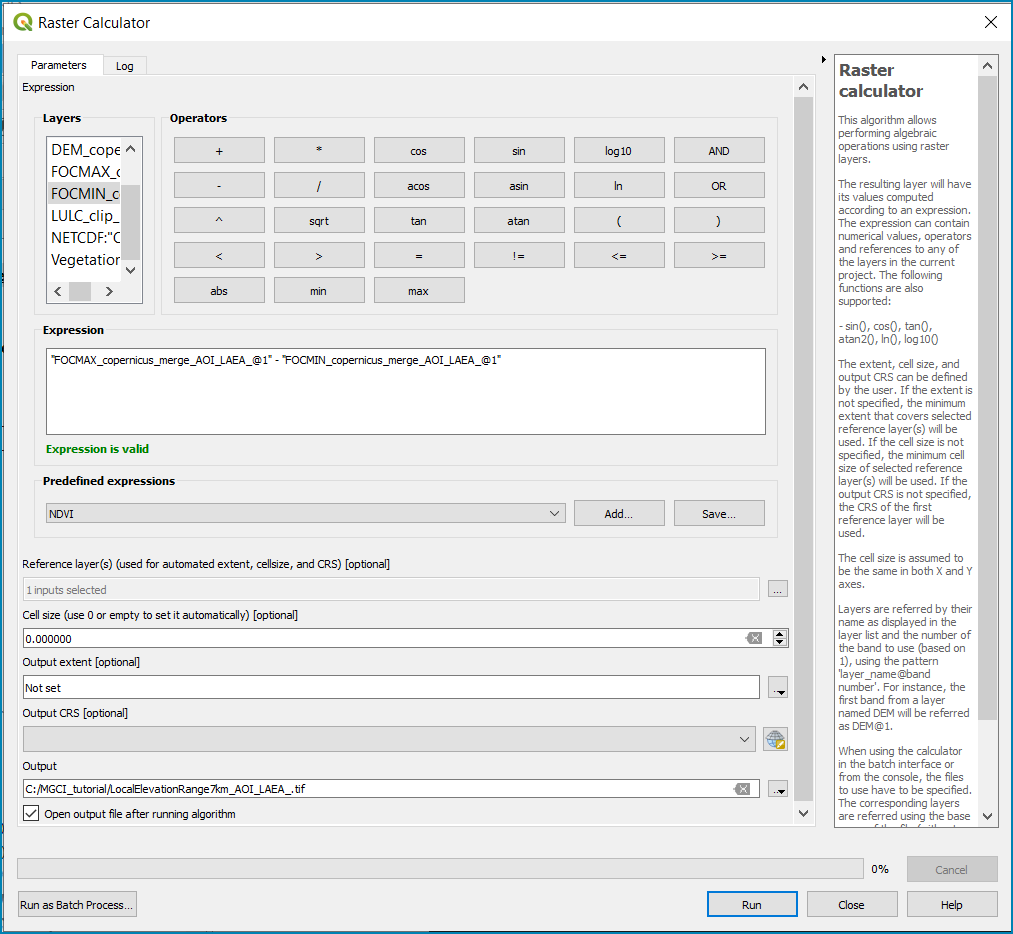 Raster Calculator
Parameters
Log
Expression
Layers
DEM_cope
FOCMAX_c
FOCMIN_c
LULC_clip_
NETCDF:"C
Vegetation
Operators
+ * cos sin log10 AND
- / acos asin ln OR
^ sqrt tan atan ( )
< > = != <= >=
abs min max
Expression
"FOCMAX_copernicus_merge_AOI_LAEA_@1" - "FOCMIN_copernicus_merge_AOI_LAEA_@1"
Expression is valid
Predefined expressions
NDVI
Add...
Save...
Reference layer(s) (used for automated extent, cellsize, and CRS) [optional]
1 inputs selected
...
Cell size (use 0 or empty to set it automatically) [optional]
0.000000
Output extent [optional]
Not set
Output CRS [optional]
Output
C:/MGCI_tutorial/LocalElevationRange7km_AOI_LAEA_.tif
Open output file after running algorithm
0%
Cancel
Run as Batch Process...
Run
Close
Help
Raster
calculator
This algorithm allows
performing algebraic
operations using raster
layers.
The resulting layer will have
its values computed
according to an expression.
The expression can contain
numerical values, operators
and references to any of
the layers in the current
project. The following
functions are also
supported:
- sin(), cos(), tan(),
atan2(), ln(), log10()
The extent, cell size, and
output CRS can be defined
by the user. If the extent is
not specified, the minimum
extent that covers selected
reference layer(s) will be
used. If the cell size is not
specified, the minimum cell
size of selected reference
layer(s) will be used. If the
output CRS is not specified,
the CRS of the first
reference layer will be
used.
The cell size is assumed to
be the same in both X and Y
axes.
Layers are referred by their
name as displayed in the
layer list and the number of
the band to use (based on
1), using the pattern
'layer_name@band
number'. For instance, the
first band from a layer
named DEM will be referred
as DEM@1.
When using the calculator
in the batch interface or
from the console, the files
to use have to be specified.
The corresponding layers
are referred using the base